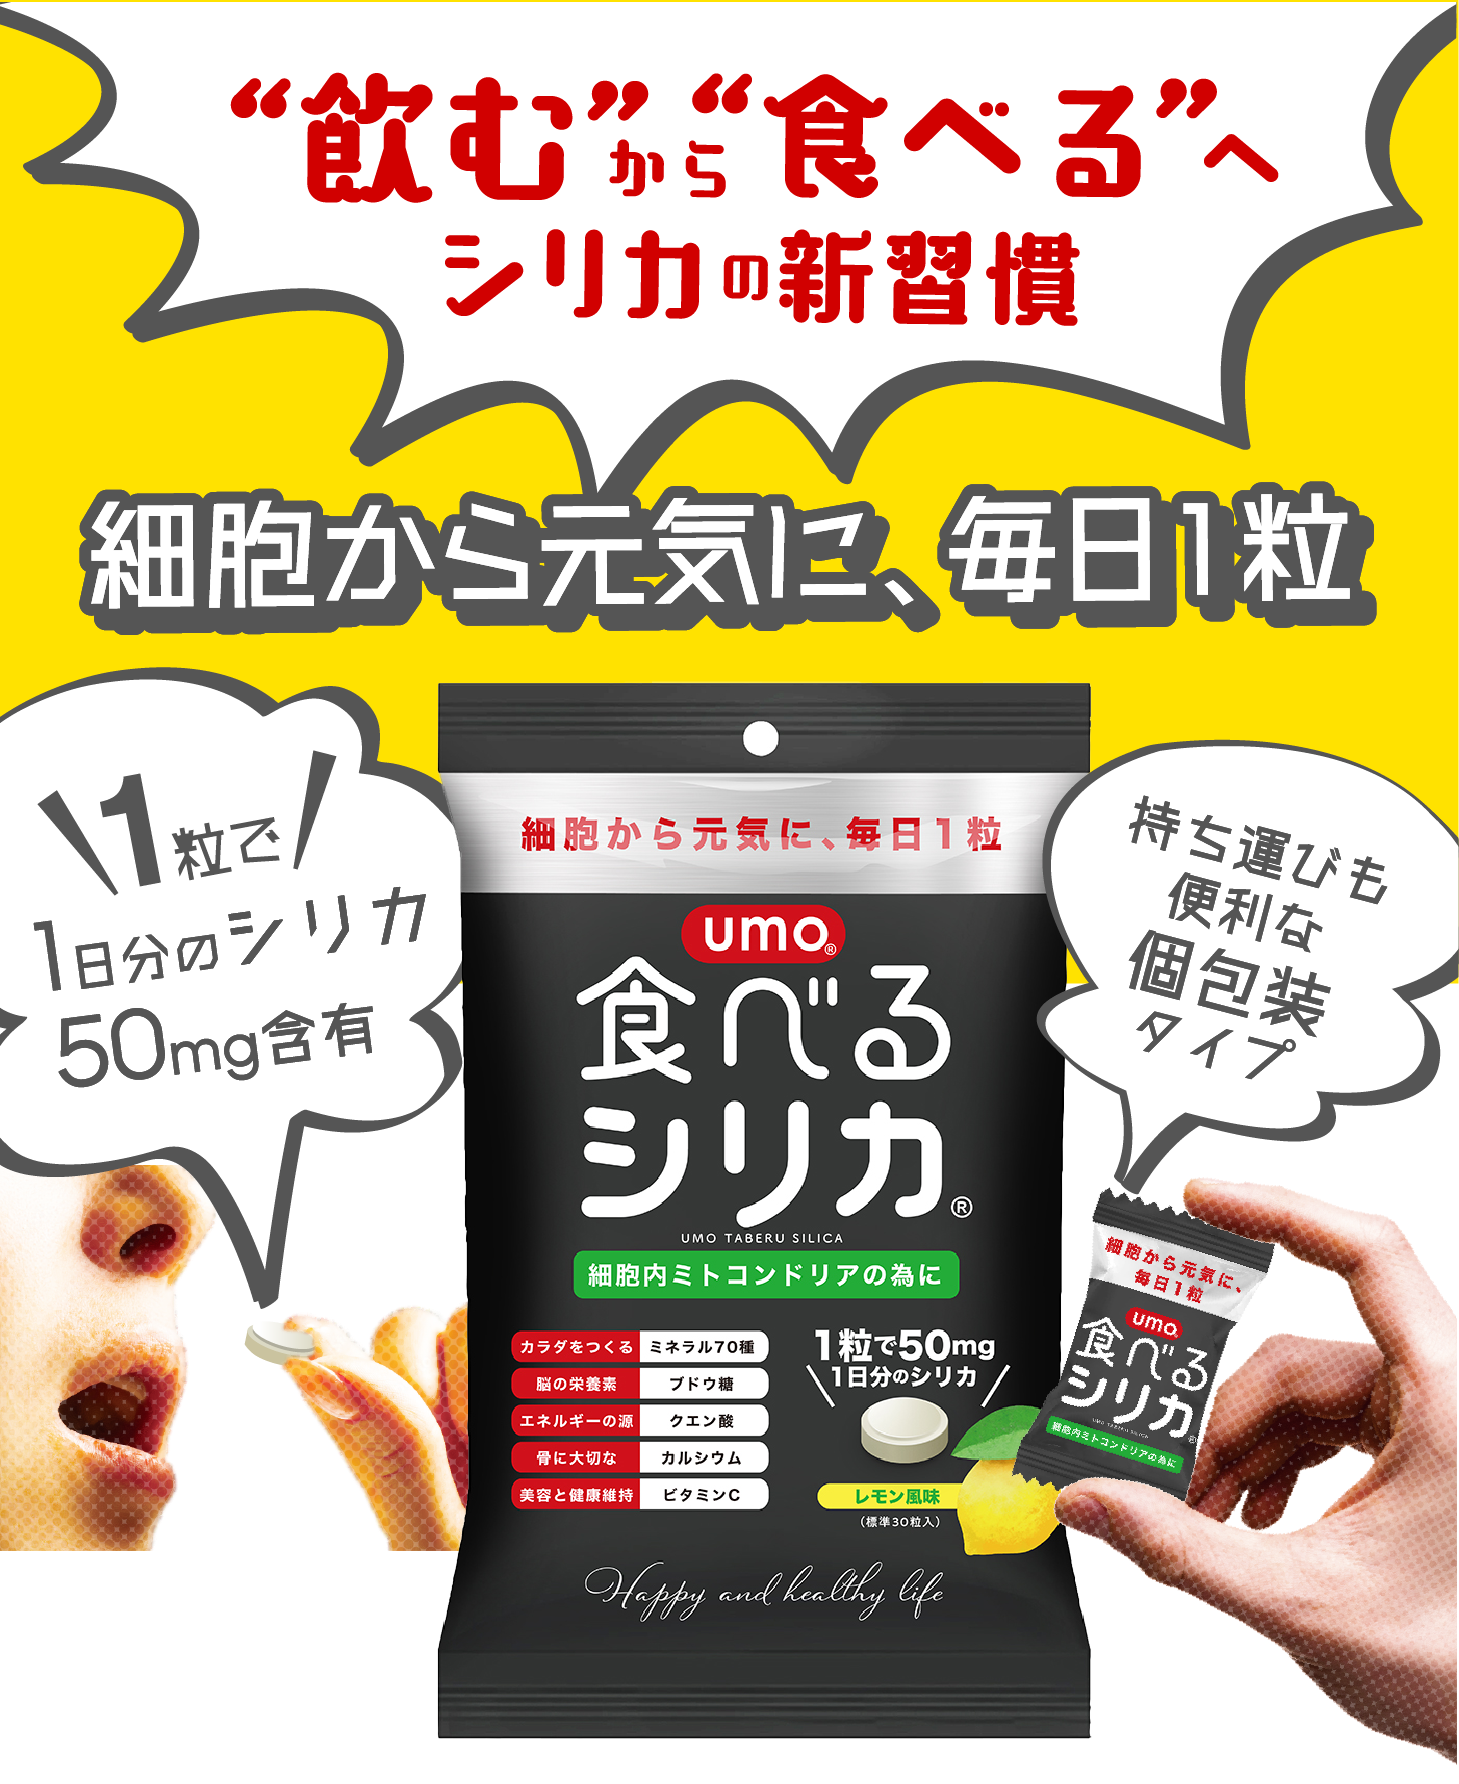 “飲む”から“食べる”へ
シリカの新習慣
細胞から元気に、毎日1粒
1粒で
1日分のシリカ
50mg含有
持ち運びも
便利な
個包装
タイプ
細胞から元気に、毎日1粒
umo®
食べる
シリカ®
UMO TABERU SILICA
細胞内ミトコンドリアの為に
カラダをつくる ミネラル70種
脳の栄養素 ブドウ糖
エネルギーの源 クエン酸
骨に大切な カルシウム
美容と健康維持 ビタミンC
1粒で50mg
1日分のシリカ
レモン風味
(標準30粒入)
Happy and healthy life
細胞から元気に、
毎日1粒
umo®
食べる
シリカ®
UMO TABERU SILICA
細胞内ミトコンドリアの為に